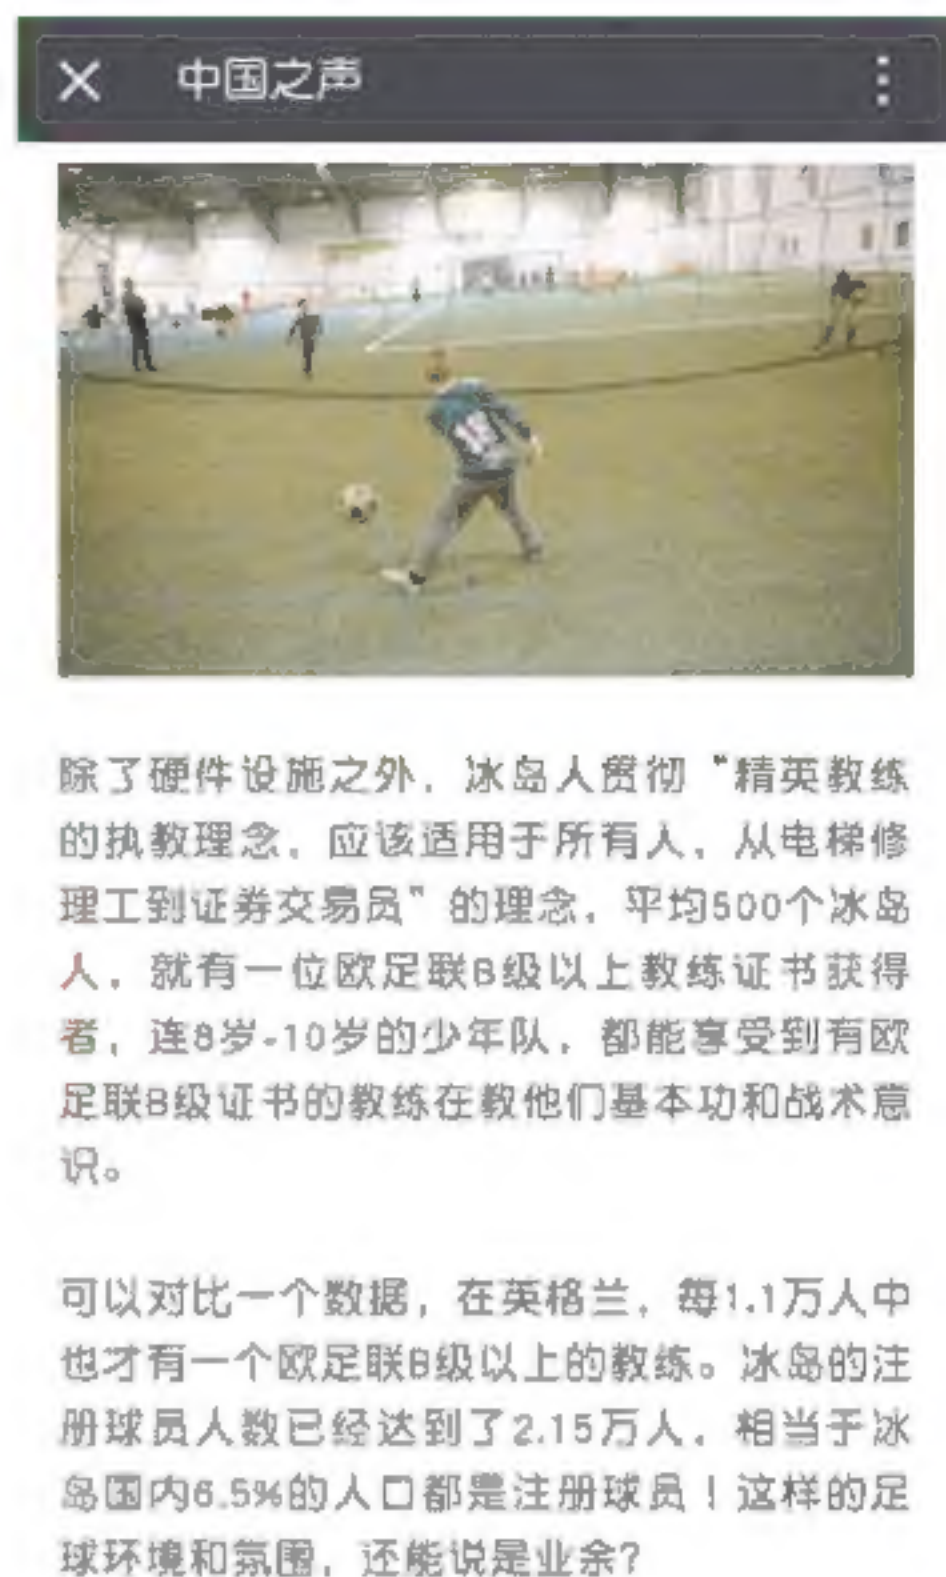 中国之声
除了硬件设施之外，冰岛人贯彻“精英教练
的执教理念，应该适用于所有人，从电梯修
理工到证券交易员”的理念，平均500个冰岛
人，就有一位欧足联B级以上教练证书获得
者，连8岁-10岁的少年队，都能享受到有欧
足联B级证书的教练在教他们基本功和战术意
识。
可以对比一个数据，在英格兰，每1.1万人中
也才有一个欧足联B级以上的教练。冰岛的注
册球员人数已经达到了2.15万人，相当于冰
岛国内6.5%的人口都是注册球员！这样的足
球环境和氛围，还能说是业余？